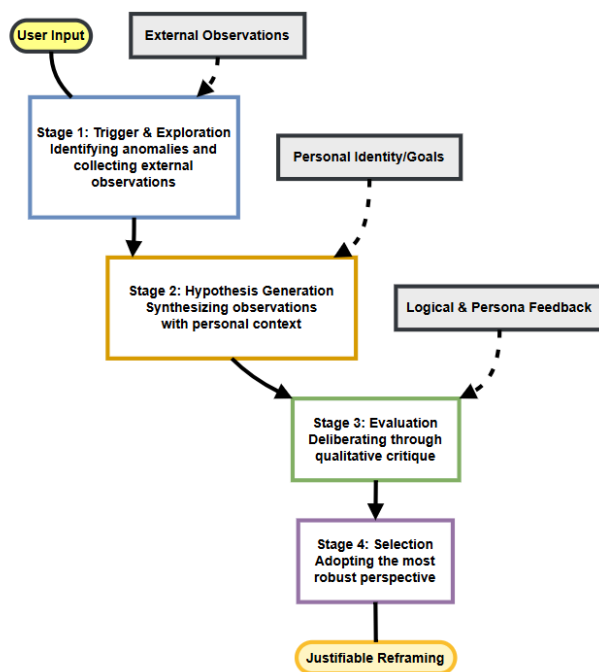 User Input
External Observations
Stage 1: Trigger & Exploration
Identifying anomalies and
collecting external
observations
Personal Identity/Goals
Stage 2: Hypothesis Generation
Synthesizing observations
with personal context
Logical & Persona Feedback
Stage 3: Evaluation
Deliberating through
qualitative critique
Stage 4: Selection
Adopting the most
robust perspective
Justifiable Reframing